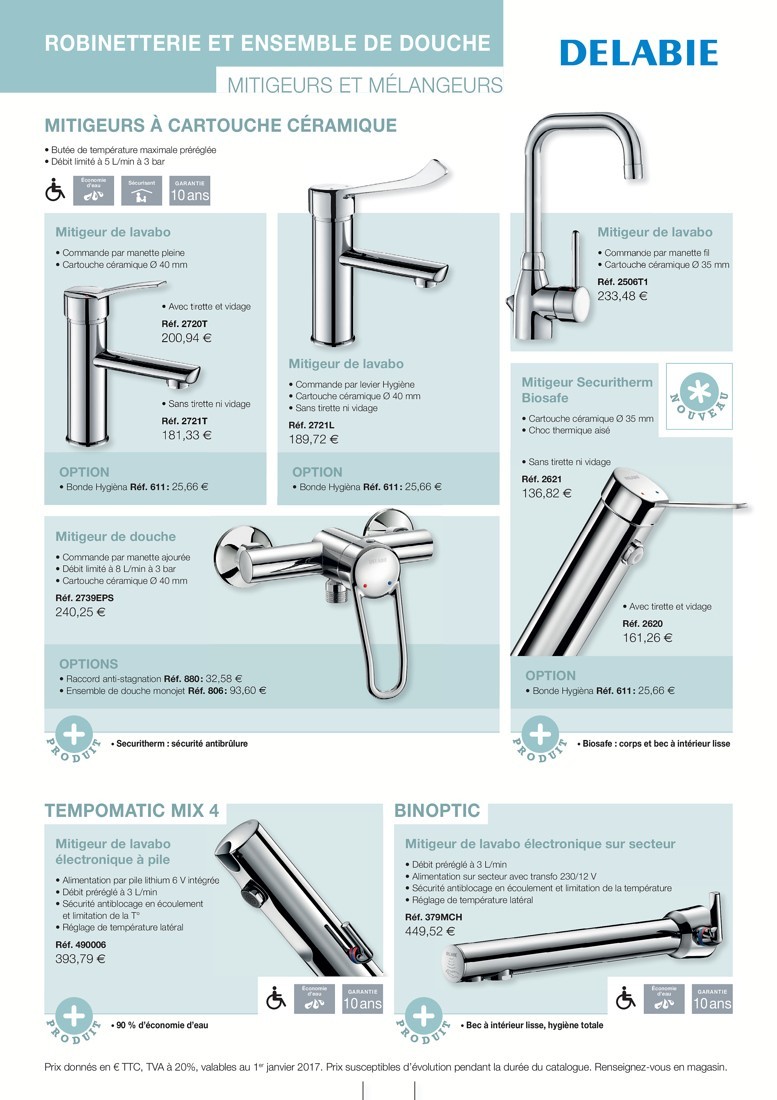 ROBINETTERIE ET ENSEMBLE DE DOUCHE
DELABIE
MITIGEURS ET MÉLANGEURS
MITIGEURS À CARTOUCHE CÉRAMIQUE
• Butée de température maximale préréglée
• Débit limité à 5 L/min à 3 bar
Économie d'eau
Sécurisant
GARANTIE
10 ans
Mitigeur de lavabo
• Commande par manette pleine
• Cartouche céramique Ø 40 mm
• Avec tirette et vidage
Réf. 2720T
200,94 €
• Sans tirette ni vidage
Réf. 2721T
181,33 €
OPTION
• Bonde Hygiéna Réf. 611 : 25,66 €
Mitigeur de lavabo
• Commande par levier Hygiène
• Cartouche céramique Ø 40 mm
• Sans tirette ni vidage
Réf. 2721L
189,72 €
OPTION
• Bonde Hygiéna Réf. 611 : 25,66 €
Mitigeur de lavabo
• Commande par manette fil
• Cartouche céramique Ø 35 mm
Réf. 2506T1
233,48 €
Mitigeur Securitherm
Biosafe
NOUVEAU
• Cartouche céramique Ø 35 mm
• Choc thermique aisé
• Sans tirette ni vidage
Réf. 2621
136,82 €
• Avec tirette et vidage
Réf. 2620
161,26 €
OPTION
• Bonde Hygiéna Réf. 611 : 25,66 €
PRODUIT
• Biosafe : corps et bec à intérieur lisse
Mitigeur de douche
• Commande par manette ajourée
• Débit limité à 8 L/min à 3 bar
• Cartouche céramique Ø 40 mm
Réf. 2739EPS
240,25 €
OPTIONS
• Raccord anti-stagnation Réf. 880 : 32,58 €
• Ensemble de douche monojet Réf. 806 : 93,60 €
PRODUIT
• Securitherm : sécurité antibrûlure
TEMPOMATIC MIX 4
Mitigeur de lavabo
électronique à pile
• Alimentation par pile lithium 6 V intégrée
• Débit préréglé à 3 L/min
• Sécurité antiblocage en écoulement
et limitation de la T°
• Réglage de température latéral
Réf. 490006
393,79 €
Économie d'eau
GARANTIE
10 ans
PRODUIT
• 90 % d'économie d'eau
BINOPTIC
Mitigeur de lavabo électronique sur secteur
• Débit préréglé à 3 L/min
• Alimentation sur secteur avec transfo 230/12 V
• Sécurité antiblocage en écoulement et limitation de la température
• Réglage de température latéral
Réf. 379MCH
449,52 €
Économie d'eau
GARANTIE
10 ans
PRODUIT
• Bec à intérieur lisse, hygiène totale
Prix donnés en € TTC, TVA à 20%, valables au 1er janvier 2017. Prix susceptibles d'évolution pendant la durée du catalogue. Renseignez-vous en magasin.